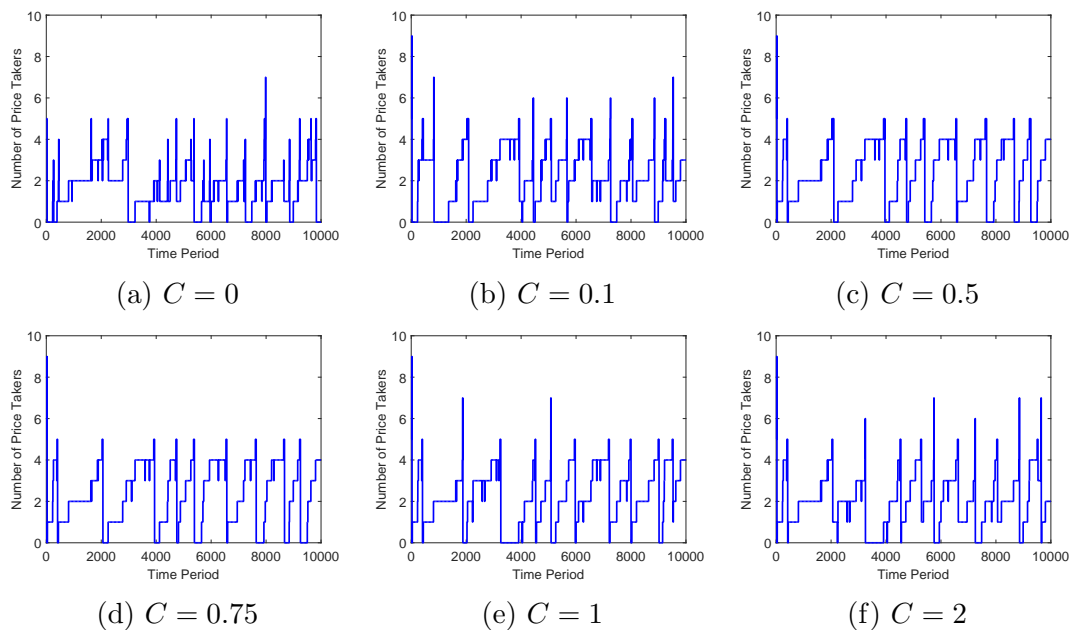 10
8
6
4
2
0
Number of Price Takers
0 2000 4000 6000 8000 10000
Time Period
(a) C = 0
10
8
6
4
2
0
Number of Price Takers
0 2000 4000 6000 8000 10000
Time Period
(b) C = 0.1
10
8
6
4
2
0
Number of Price Takers
0 2000 4000 6000 8000 10000
Time Period
(c) C = 0.5
10
8
6
4
2
0
Number of Price Takers
0 2000 4000 6000 8000 10000
Time Period
(d) C = 0.75
10
8
6
4
2
0
Number of Price Takers
0 2000 4000 6000 8000 10000
Time Period
(e) C = 1
10
8
6
4
2
0
Number of Price Takers
0 2000 4000 6000 8000 10000
Time Period
(f) C = 2